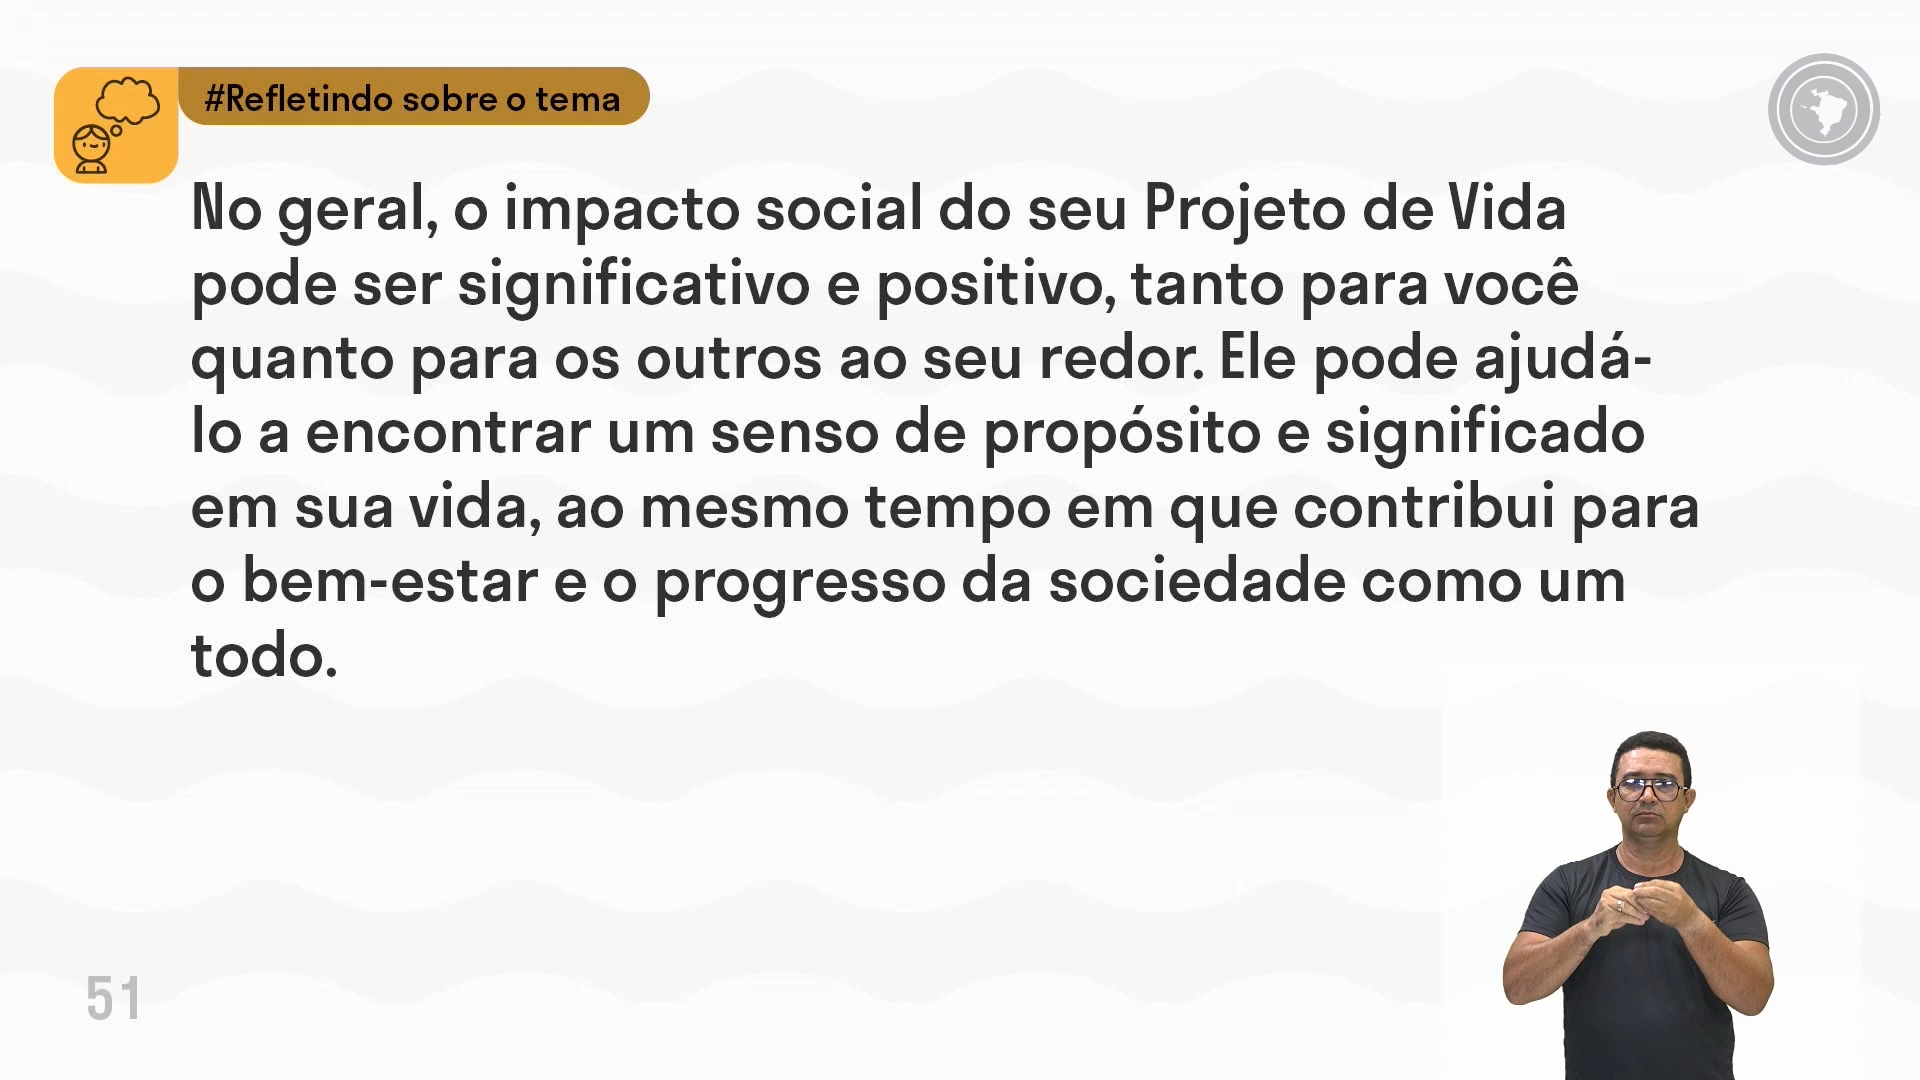 #Refletindo sobre o tema
No geral, o impacto social do seu Projeto de Vida
pode ser significativo e positivo, tanto para você
quanto para os outros ao seu redor. Ele pode ajudá-
lo a encontrar um senso de propósito e significado
em sua vida, ao mesmo tempo em que contribui para
o bem-estar e o progresso da sociedade como um
todo.
51